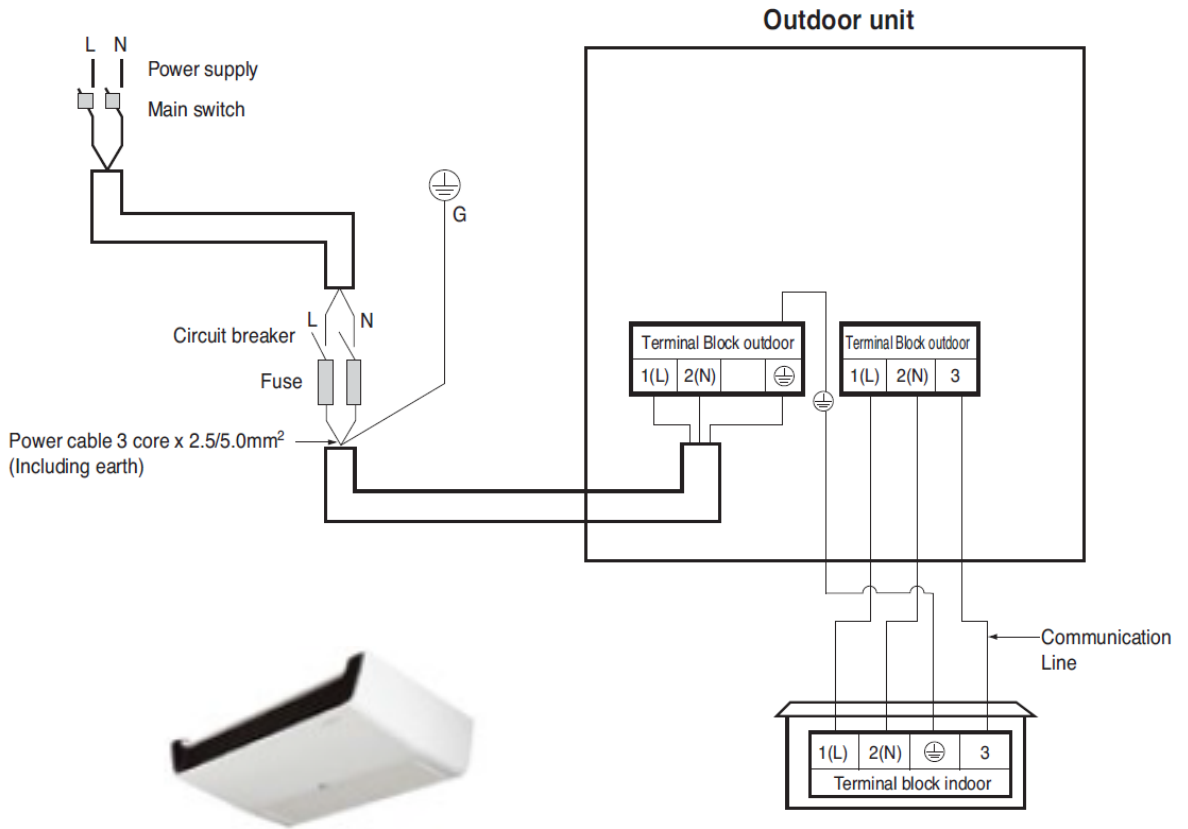 Outdoor unit
L N
Power supply
Main switch
G
L N
Circuit breaker
Fuse
Power cable 3 core x 2.5/5.0mm²
(Including earth)
Terminal Block outdoor
1(L) 2(N)
Terminal Block outdoor
1(L) 2(N) 3
Communication
Line
1(L) 2(N) 3
Terminal block indoor